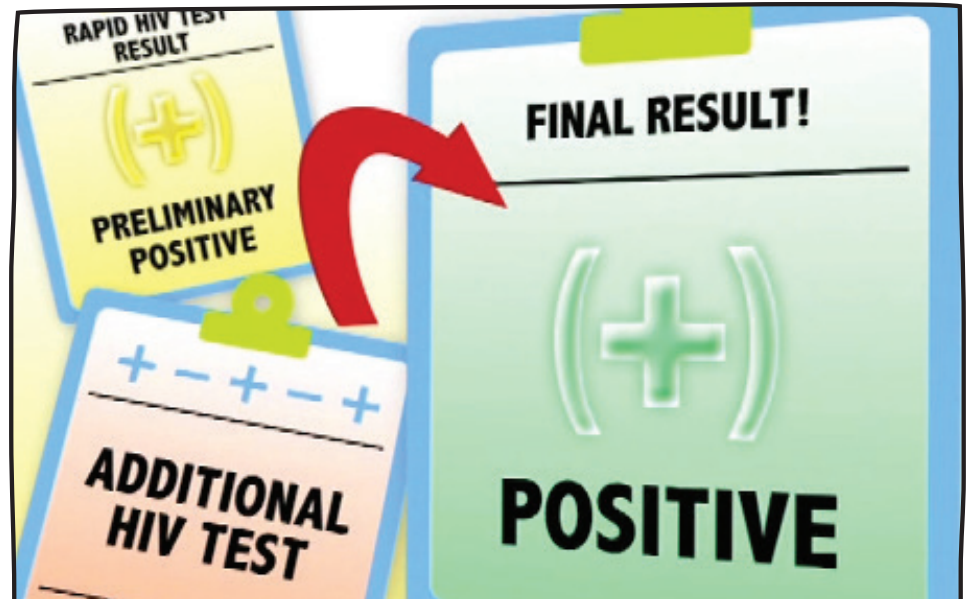 RAPID HIV TEST
RESULT
(+)
PRELIMINARY
POSITIVE
+ − + − +
ADDITIONAL
HIV TEST
FINAL RESULT!
(+)
POSITIVE